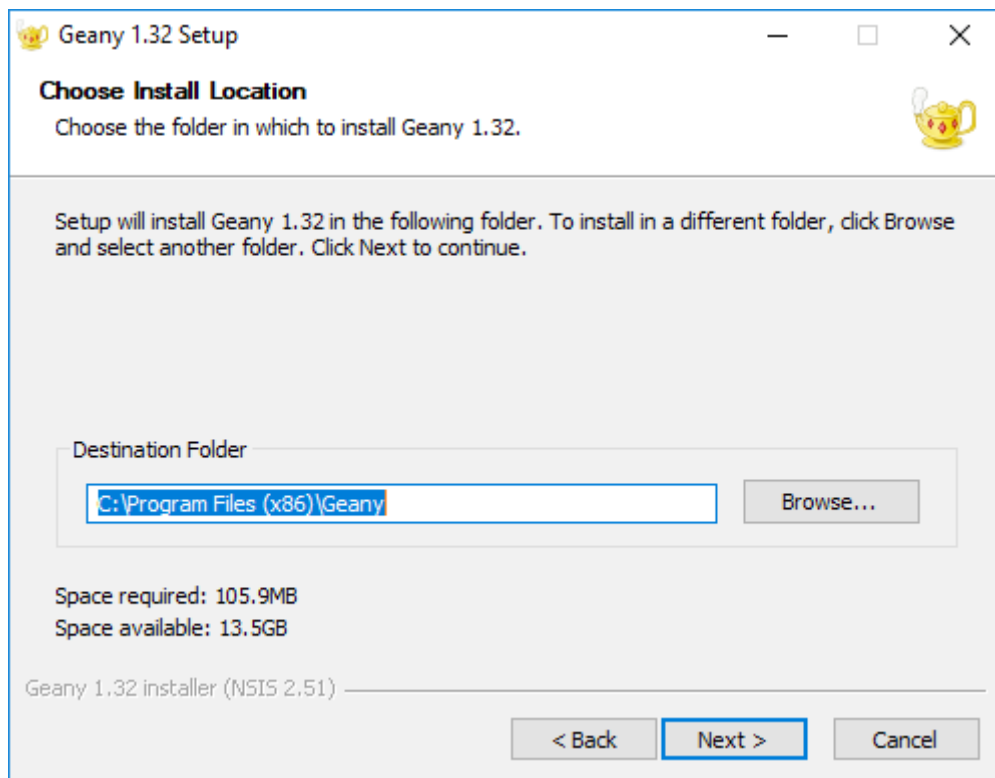 Geany 1.32 Setup
Choose Install Location
Choose the folder in which to install Geany 1.32.
Setup will install Geany 1.32 in the following folder. To install in a different folder, click Browse
and select another folder. Click Next to continue.
Destination Folder
C:\Program Files (x86)\Geany
Browse...
Space required: 105.9MB
Space available: 13.5GB
Geany 1.32 installer (NSIS 2.51)
< Back
Next >
Cancel